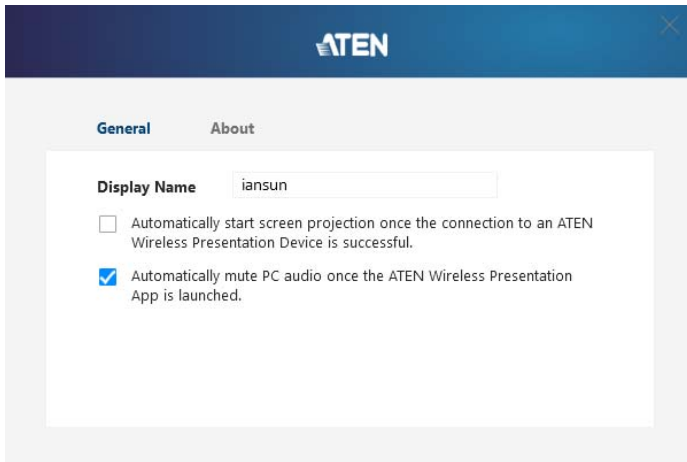 ATEN
General About
Display Name iansun
Automatically start screen projection once the connection to an ATEN
Wireless Presentation Device is successful.
Automatically mute PC audio once the ATEN Wireless Presentation
App is launched.